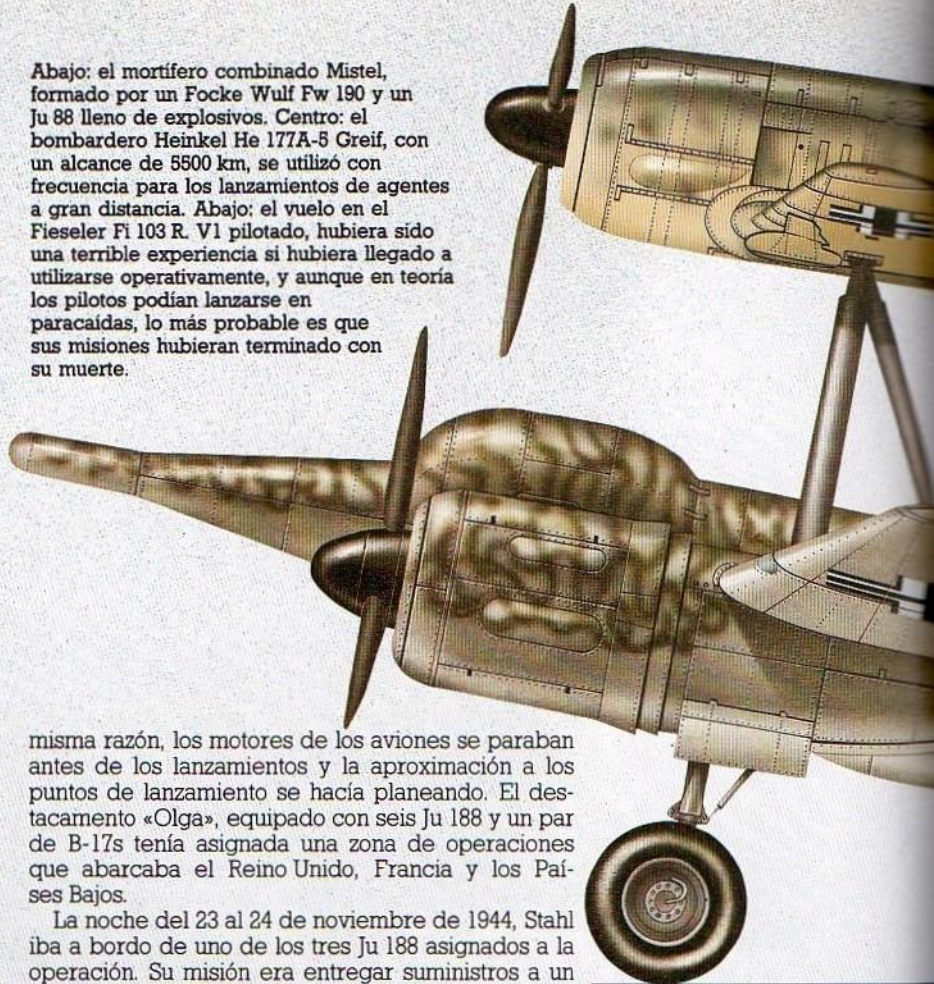 Abajo: el mortífero combinado Mistel,
formado por un Focke Wulf Fw 190 y un
Ju 88 lleno de explosivos. Centro: el
bombardero Heinkel He 177A-5 Greif, con
un alcance de 5500 km, se utilizó con
frecuencia para los lanzamientos de agentes
a gran distancia. Abajo: el vuelo en el
Fieseler Fi 103 R. V1 pilotado, hubiera sido
una terrible experiencia si hubiera llegado a
utilizarse operativamente, y aunque en teoría
los pilotos podían lanzarse en
paracaídas, lo más probable es que
sus misiones hubieran terminado con
su muerte.
misma razón, los motores de los aviones se paraban
antes de los lanzamientos y la aproximación a los
puntos de lanzamiento se hacía planeando. El des-
tacamento «Olga», equipado con seis Ju 188 y un par
de B-17s tenía asignada una zona de operaciones
que abarcaba el Reino Unido, Francia y los Paí-
ses Bajos.
La noche del 23 al 24 de noviembre de 1944, Stahl
iba a bordo de uno de los tres Ju 188 asignados a la
operación. Su misión era entregar suministros a un